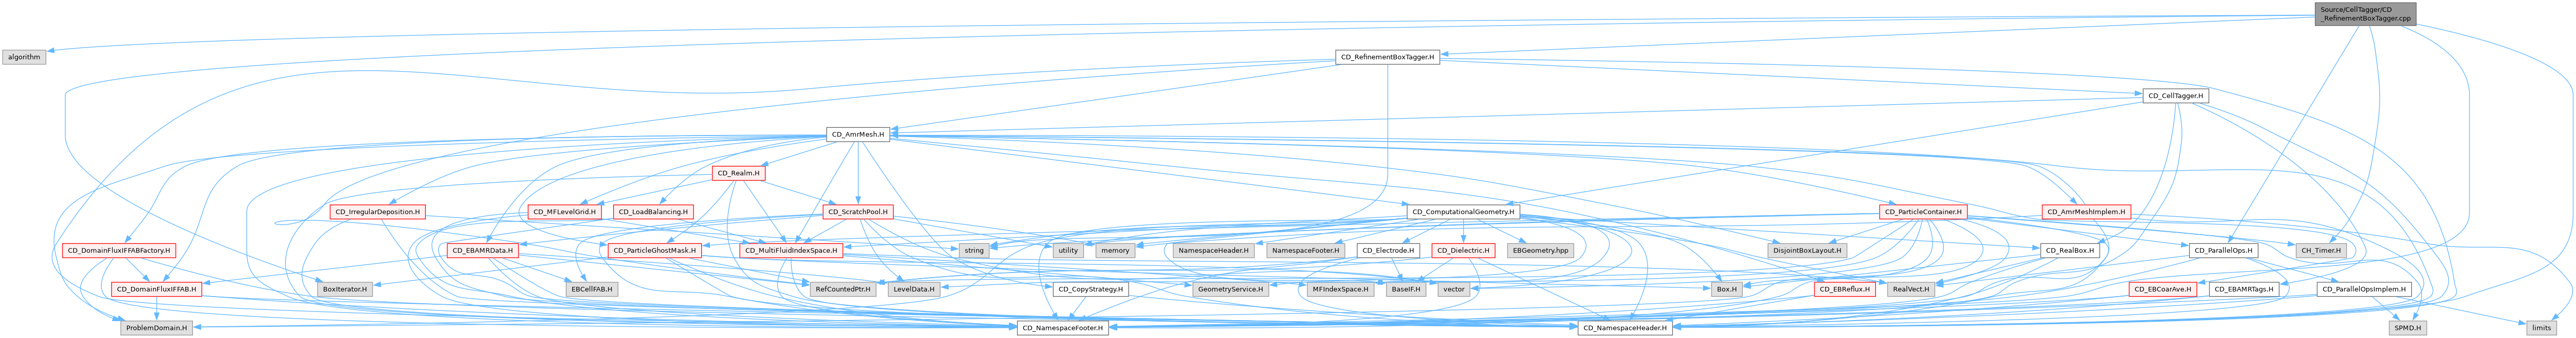 Source/CellTagger/CD
_RefinementBoxTagger.cpp
algorithm
CD_RefinementBoxTagger.H
CD_CellTagger.H
CD_AmrMesh.H
CD_Realm.H
CD_IrregularDeposition.H
CD_MFLevelGrid.H
CD_LoadBalancing.H
CD_ScratchPool.H
CD_ComputationalGeometry.H
CD_ParticleContainer.H
CD_AmrMeshImplem.H
CD_DomainFluxIFFABFactory.H
CD_EBAMRData.H
CD_ParticleGhostMask.H
CD_MultiFluidIndexSpace.H
string
utility
memory
NamespaceHeader.H
NamespaceFooter.H
CD_Electrode.H
CD_Dielectric.H
EBGeometry.hpp
DisjointBoxLayout.H
CD_RealBox.H
CD_ParallelOps.H
CH_Timer.H
CD_DomainFluxIFFAB.H
BoxIterator.H
EBCellFAB.H
RefCountedPtr.H
LevelData.H
CD_CopyStrategy.H
GeometryService.H
MFIndexSpace.H
BaseIF.H
vector
Box.H
CD_EBReflux.H
RealVect.H
CD_EBCoarAve.H
CD_EBAMRTags.H
CD_ParallelOpsImplem.H
ProblemDomain.H
CD_NamespaceFooter.H
CD_NamespaceHeader.H
SPMD.H
limits